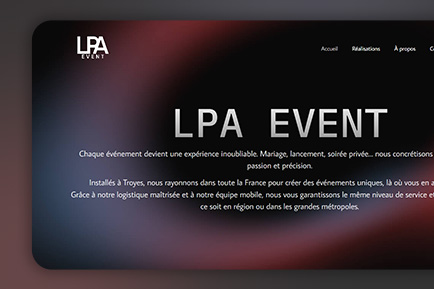 LPA
EVENT
Accueil Réalisations À propos
LPA EVENT
Chaque événement devient une expérience inoubliable. Mariage, lancement, soirée privée... nous concrétisons
passion et précision.
Installés à Troyes, nous rayonnons dans toute la France pour créer des événements uniques, là où vous en
Grâce à notre logistique maîtrisée et à notre équipe mobile, nous vous garantissons le même niveau de service
ce soit en région ou dans les grandes métropoles.